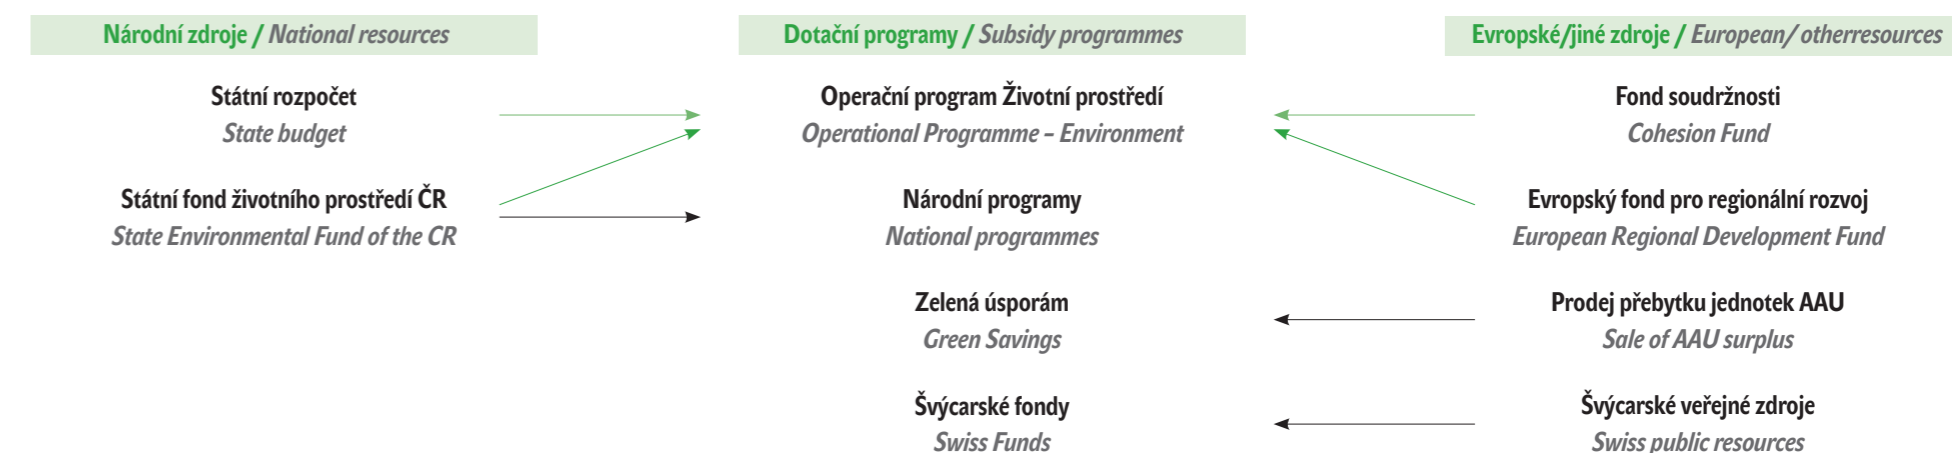 Národní zdroje / National resources
Dotační programy / Subsidy programmes
Evropské/jiné zdroje / European/ otherresources
Státní rozpočet
State budget
Operační program Životní prostředí
Operational Programme – Environment
Fond soudržnosti
Cohesion Fund
Státní fond životního prostředí ČR
State Environmental Fund of the CR
Národní programy
National programmes
Evropský fond pro regionální rozvoj
European Regional Development Fund
Zelená úsporám
Green Savings
Prodej přebytku jednotek AAU
Sale of AAU surplus
Švýcarské fondy
Swiss Funds
Švýcarské veřejné zdroje
Swiss public resources